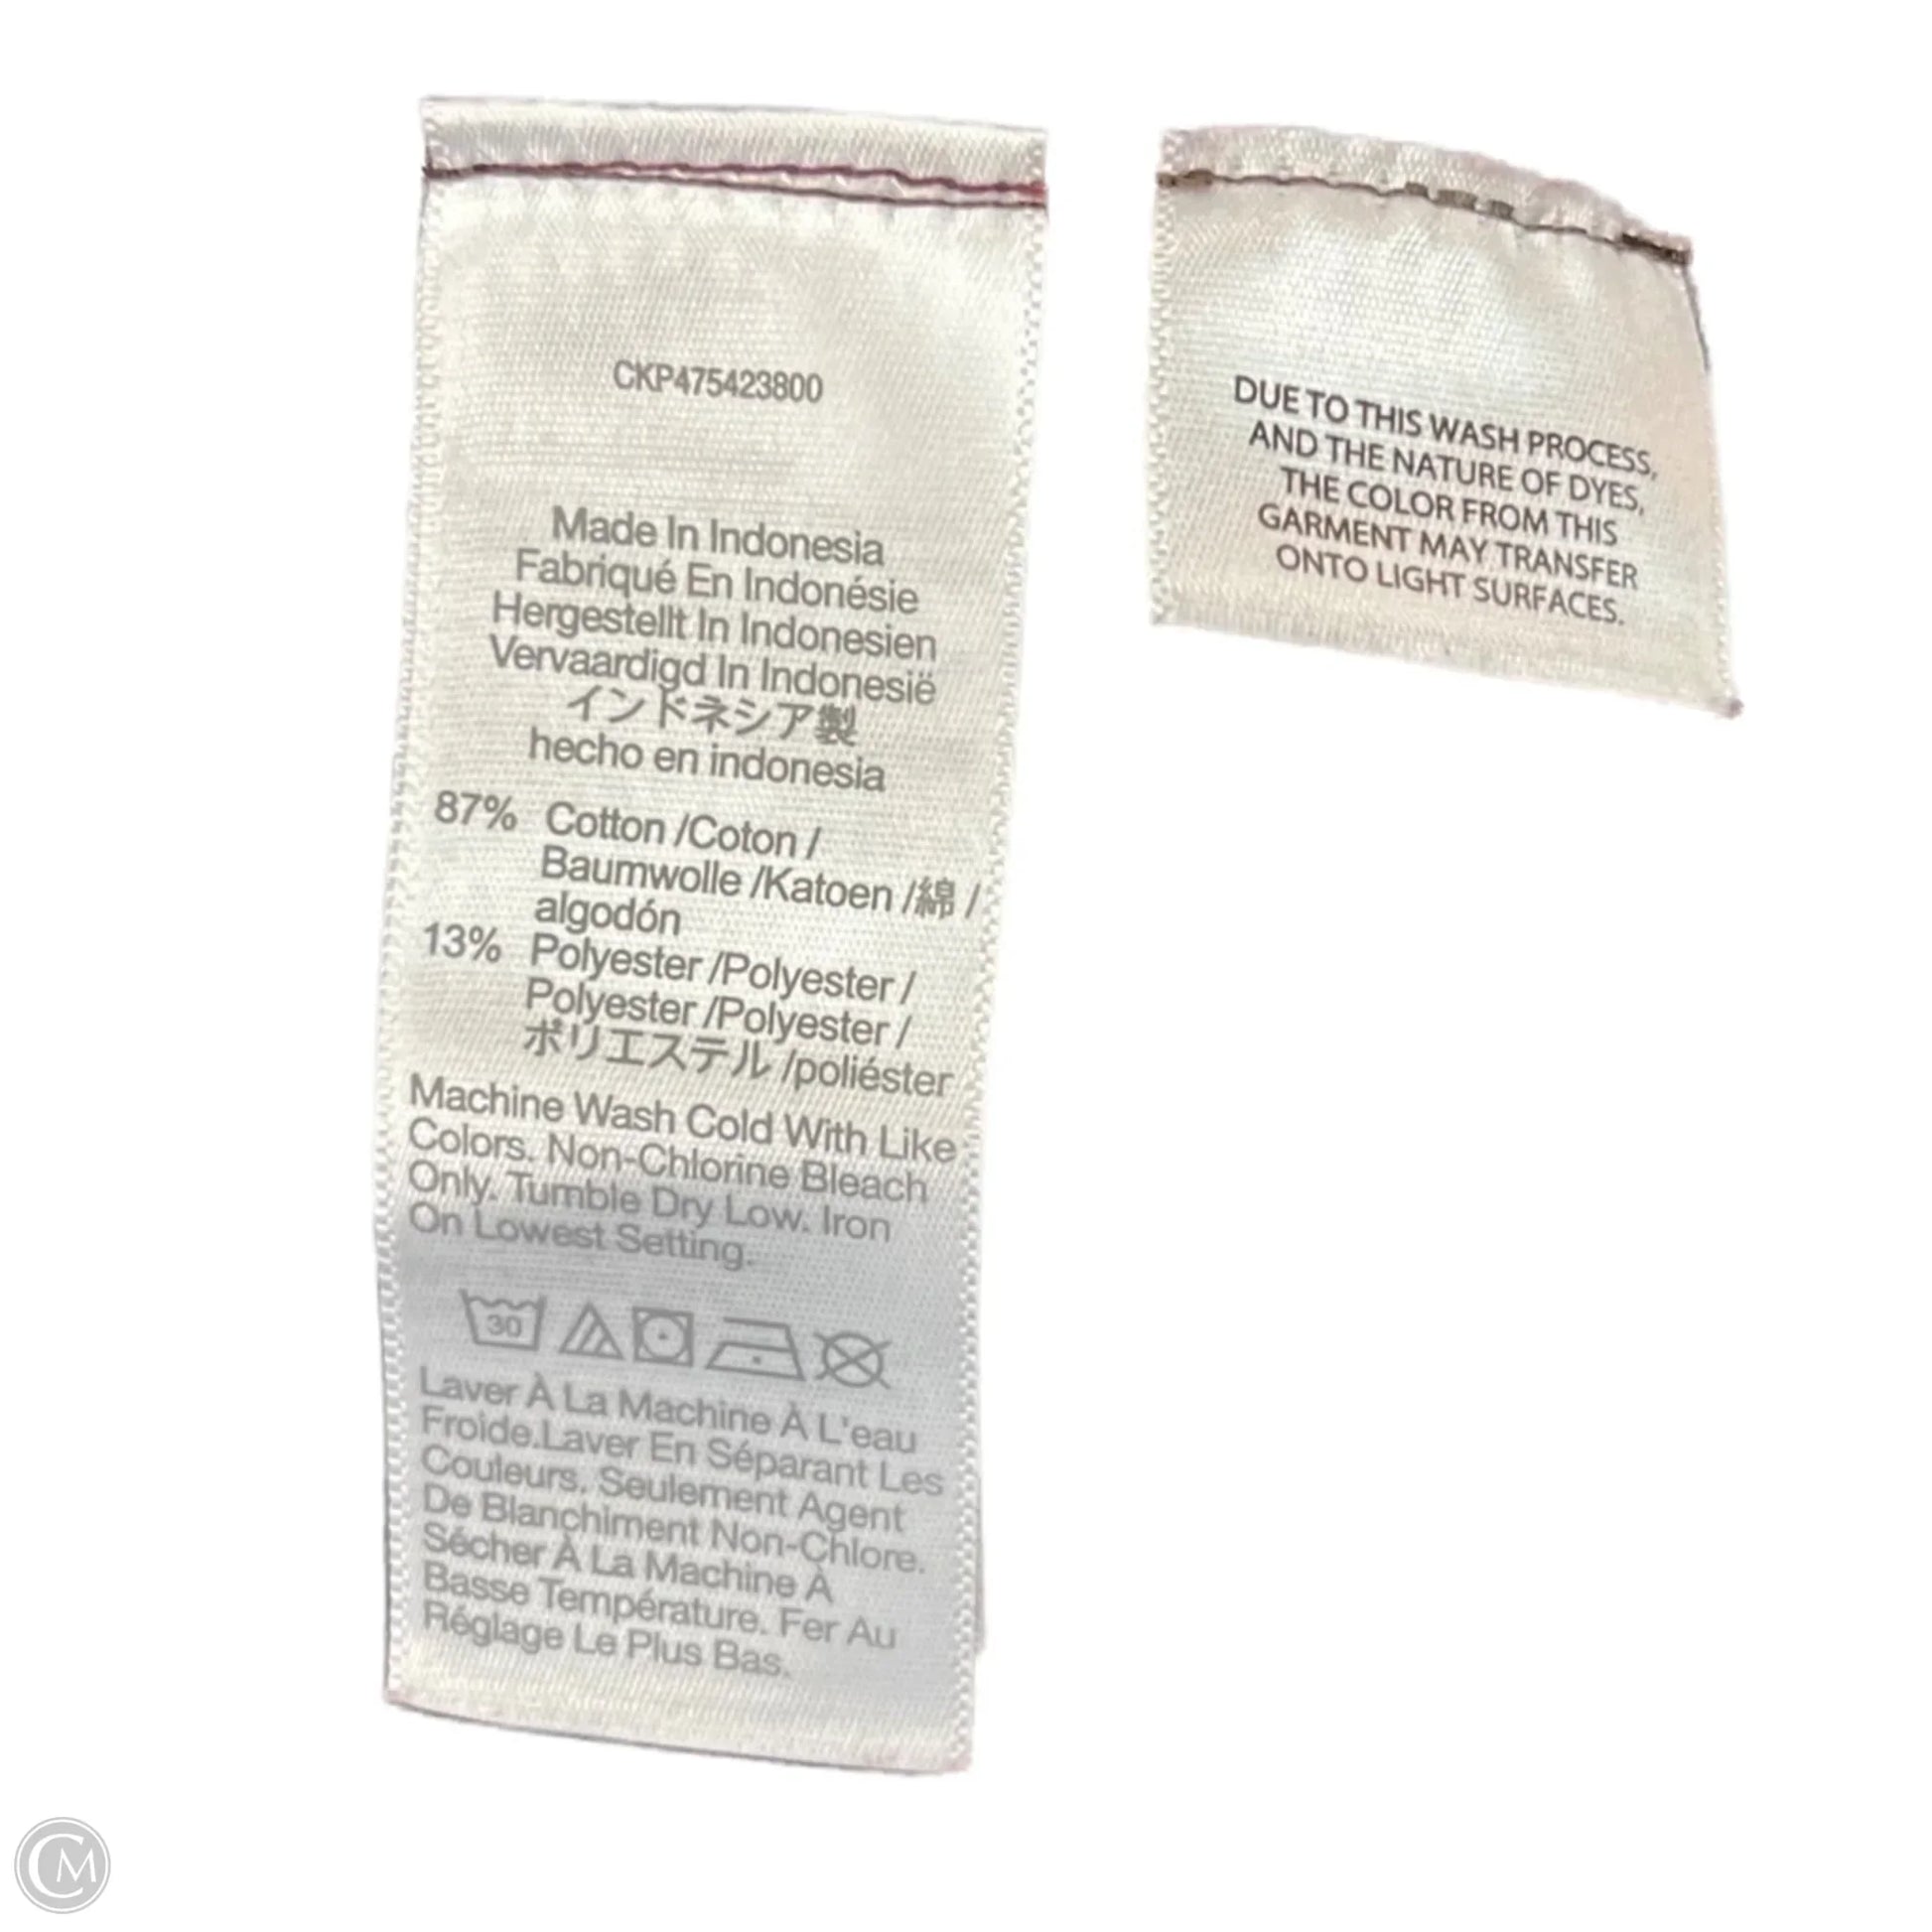 CKP475423800
Made In Indonesia
Fabriqué En Indonésie
Hergestellt In Indonesien
Vervaardigd In Indonesië
インドネシア製
hecho en indonesia
87% Cotton /Coton /
Baumwolle /Katoen /綿 /
algodón
13% Polyester /Polyester /
Polyester /Polyester /
ポリエステル /poliéster
Machine Wash Cold With Like
Colors. Non-Chlorine Bleach
Only. Tumble Dry Low. Iron
On Lowest Setting.
30
Laver À La Machine À L'eau
Froide.Laver En Séparant Les
Couleurs. Seulement Agent
De Blanchiment Non-Chlore.
Sécher À La Machine À
Basse Température. Fer Au
Réglage Le Plus Bas.
DUE TO THIS WASH PROCESS,
AND THE NATURE OF DYES,
THE COLOR FROM THIS
GARMENT MAY TRANSFER
ONTO LIGHT SURFACES.
CM